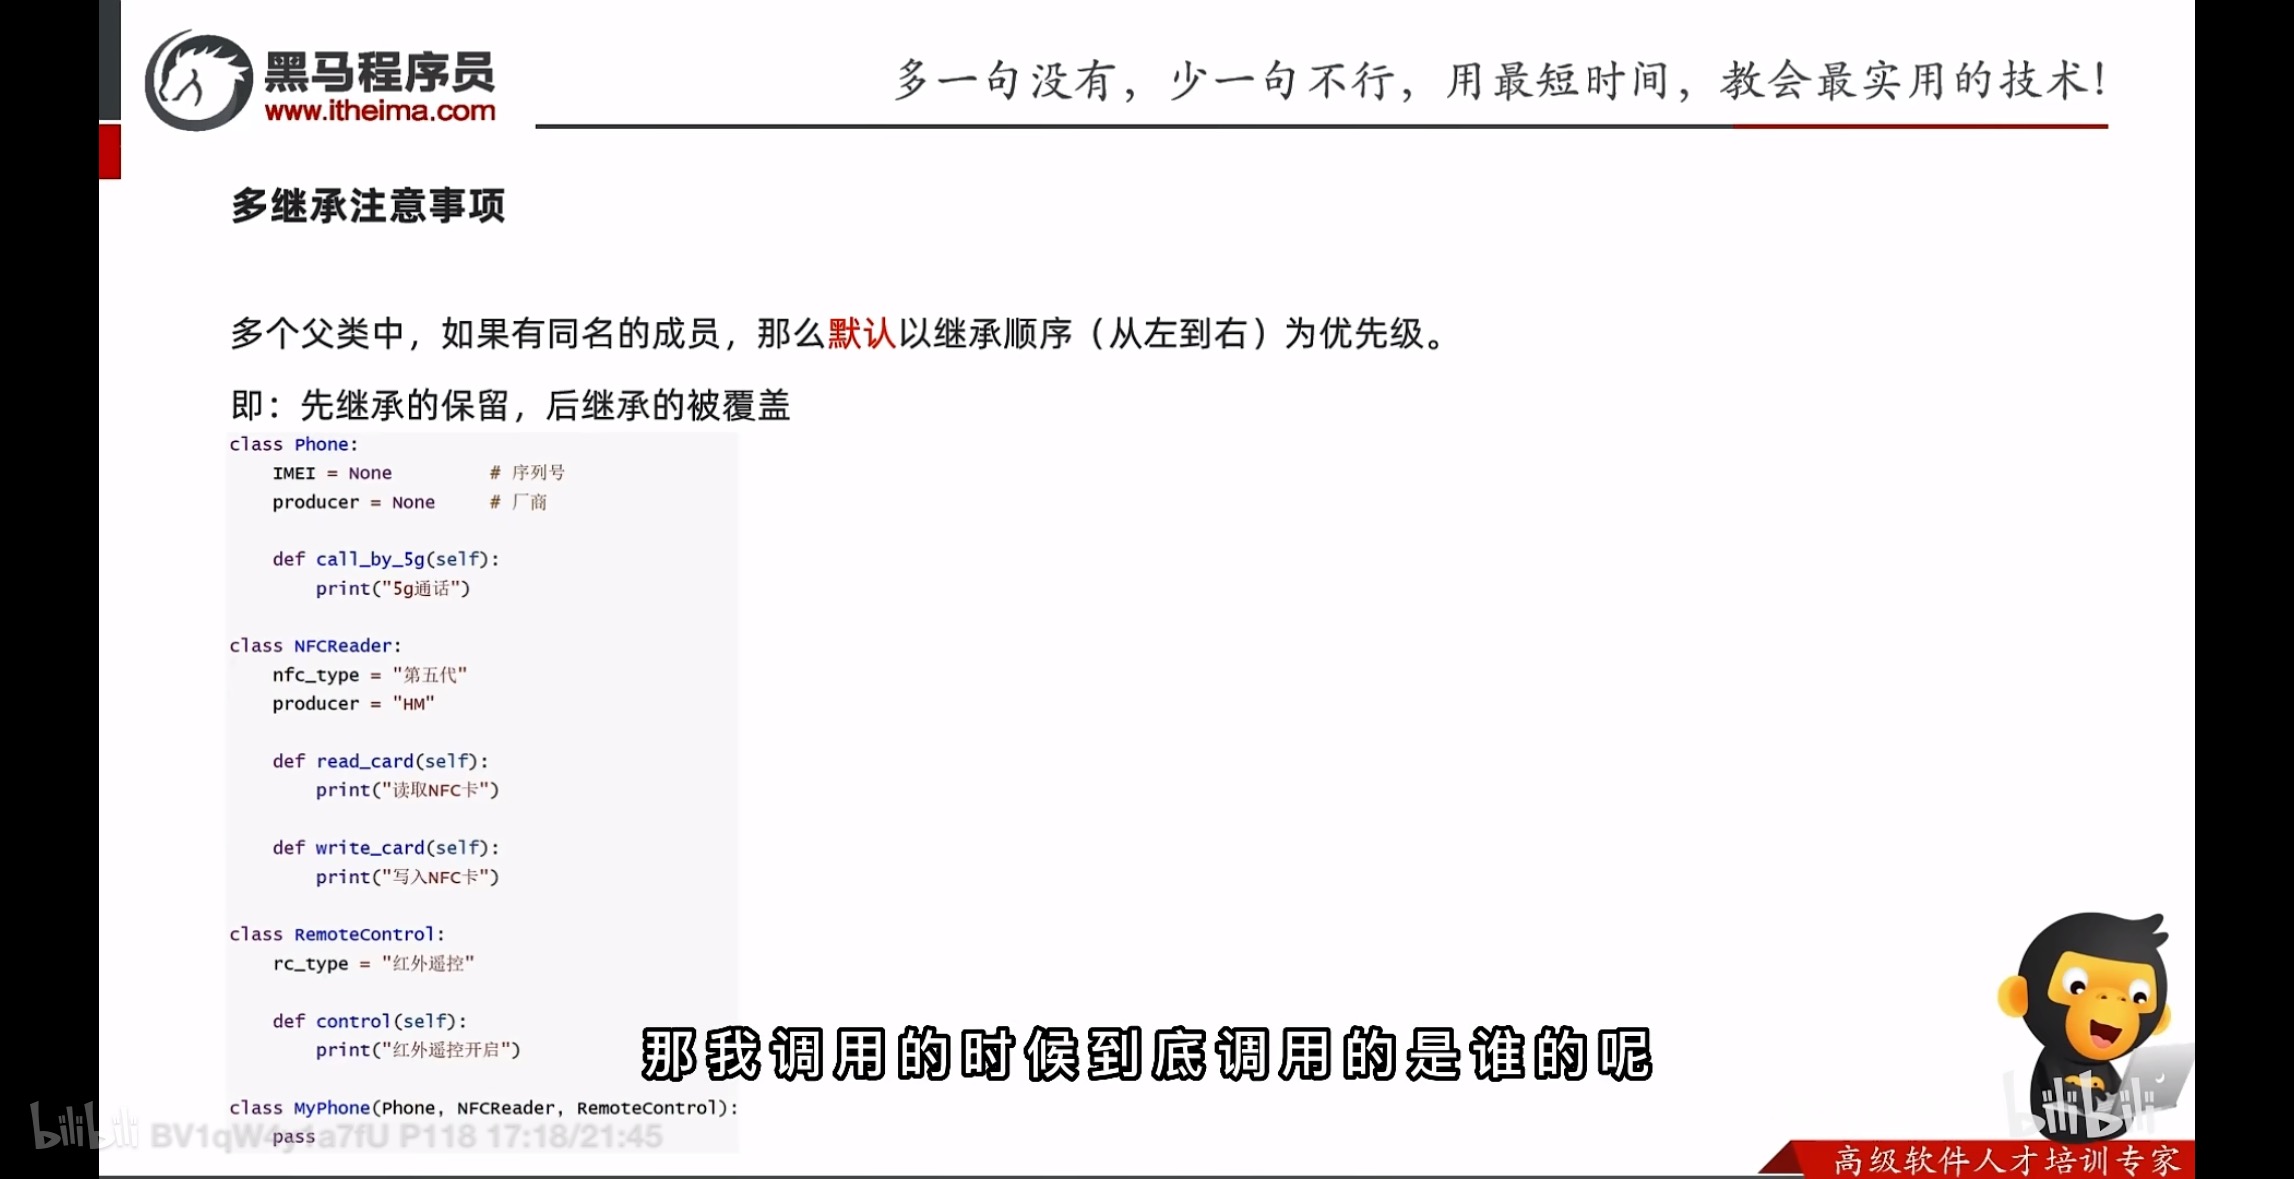 黑马程序员
www.itheima.com
多一句没有，少一句不行，用最短时间，教会最实用的技术！
多继承注意事项
多个父类中，如果有同名的成员，那么默认以继承顺序（从左到右）为优先级。
即：先继承的保留，后继承的被覆盖
class Phone:
    IMEI = None         # 序列号
    producer = None     # 厂商

    def call_by_5g(self):
        print("5g通话")

class NFCReader:
    nfc_type = "第五代"
    producer = "HM"

    def read_card(self):
        print("读取NFC卡")

    def write_card(self):
        print("写入NFC卡")

class RemoteControl:
    rc_type = "红外遥控"

    def control(self):
        print("红外遥控开启")

class MyPhone(Phone, NFCReader, RemoteControl):
    pass
那我调用的时候到底调用的是谁的呢
bilibili
P118 17:18/21:45
bilibili
高级软件人才培训专家